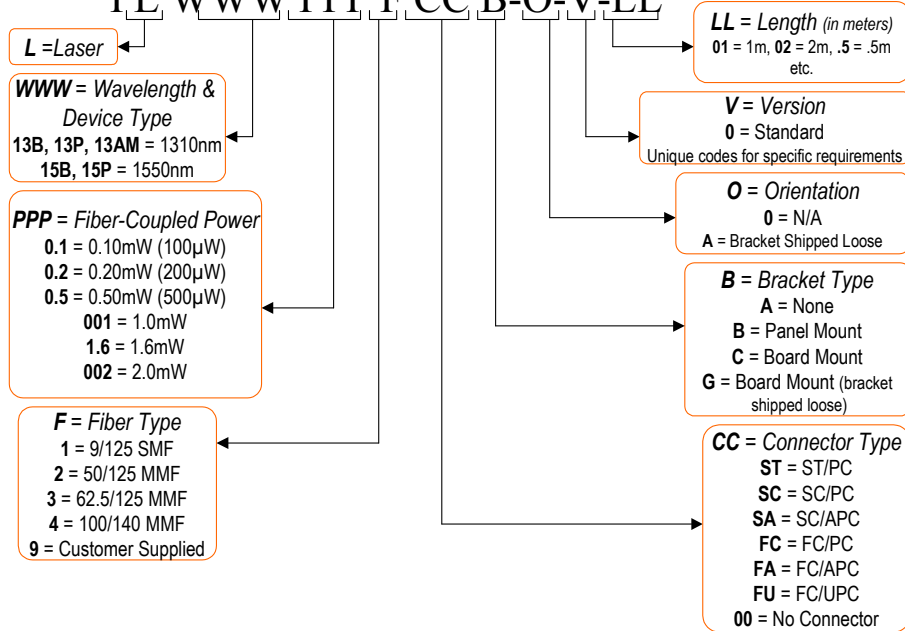 WWW CC B-O-V-LL
L =Laser
WWW = Wavelength &
Device Type
13B, 13P, 13AM = 1310nm
15B, 15P = 1550nm
PPP = Fiber-Coupled Power
0.1 = 0.10mW (100µW)
0.2 = 0.20mW (200µW)
0.5 = 0.50mW (500µW)
001 = 1.0mW
1.6 = 1.6mW
002 = 2.0mW
F = Fiber Type
1 = 9/125 SMF
2 = 50/125 MMF
3 = 62.5/125 MMF
4 = 100/140 MMF
9 = Customer Supplied
LL = Length (in meters)
01 = 1m, 02 = 2m, .5 = .5m
etc.
V = Version
0 = Standard
Unique codes for specific requirements
O = Orientation
0 = N/A
A = Bracket Shipped Loose
B = Bracket Type
A = None
B = Panel Mount
C = Board Mount
G = Board Mount (bracket
shipped loose)
CC = Connector Type
ST = ST/PC
SC = SC/PC
SA = SC/APC
FC = FC/PC
FA = FC/APC
FU = FC/UPC
00 = No Connector